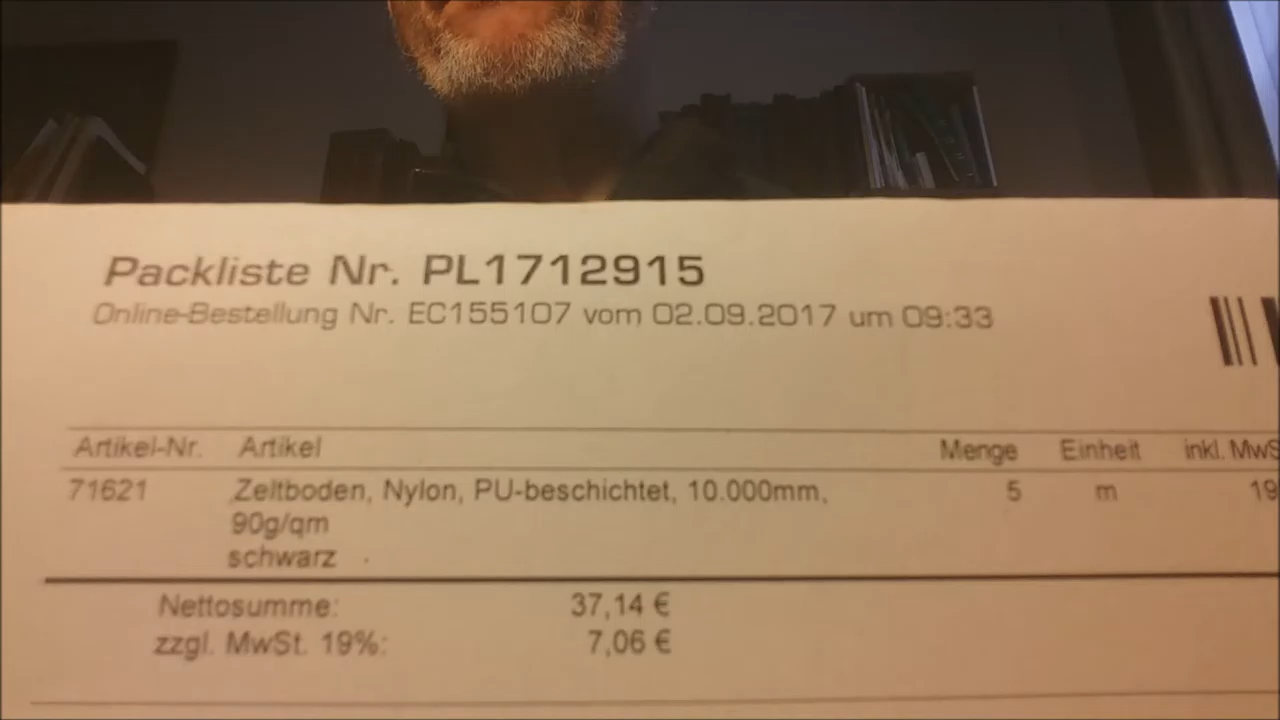 Packliste Nr. PL1712915
Online-Bestellung Nr. EC155107 vom 02.09.2017 um 09:33
Artikel-Nr. Artikel Menge Einheit inkl. MwS
71621 Zeltboden, Nylon, PU-beschichtet, 10.000mm, 5 m 19
90g/qm
schwarz
Nettosumme: 37,14 €
zzgl. MwSt. 19%: 7,06 €